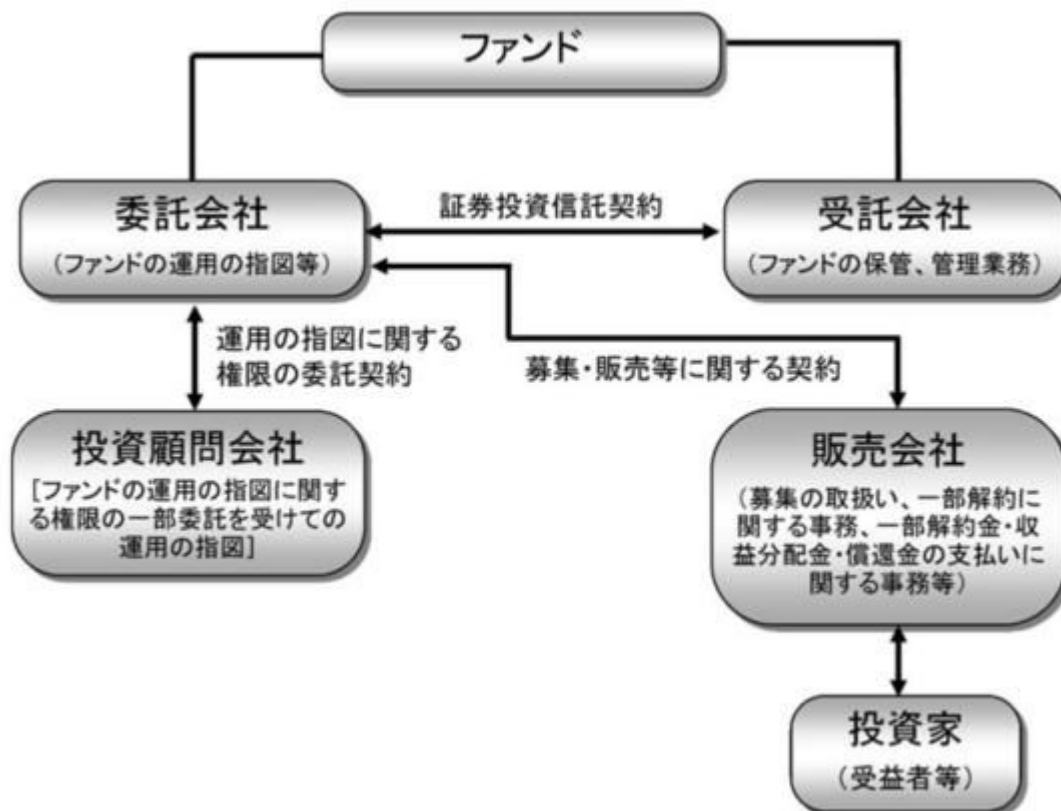 ファンド
委託会社
(ファンドの運用の指図等)
証券投資信託契約
受託会社
(ファンドの保管、管理業務)
運用の指図に関する
権限の委託契約
募集・販売等に関する契約
投資顧問会社
[ファンドの運用の指図に関す
る権限の一部委託を受けての
運用の指図]
販売会社
(募集の取扱い、一部解約に
関する事務、一部解約金・収
益分配金・償還金の支払いに
関する事務等)
投資家
(受益者等)